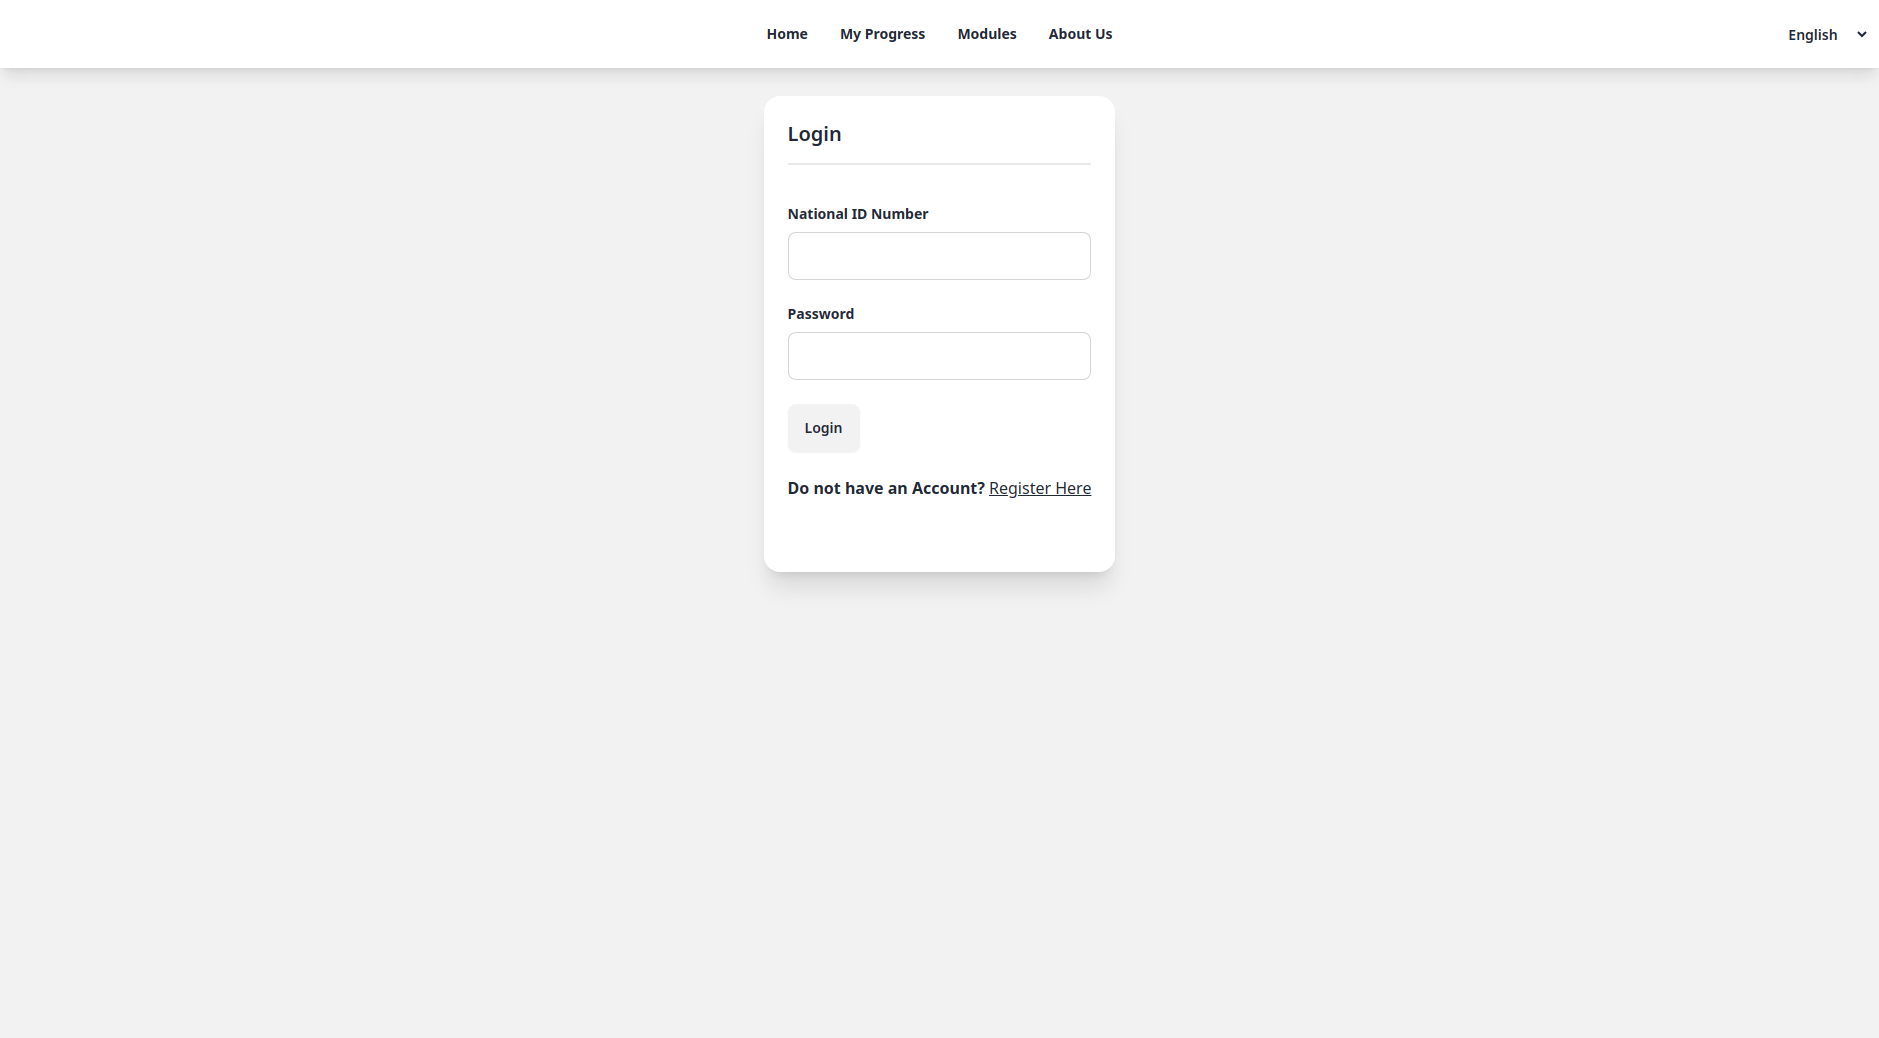 Home My Progress Modules About Us English
Login
National ID Number
Password
Login
Do not have an Account? Register Here